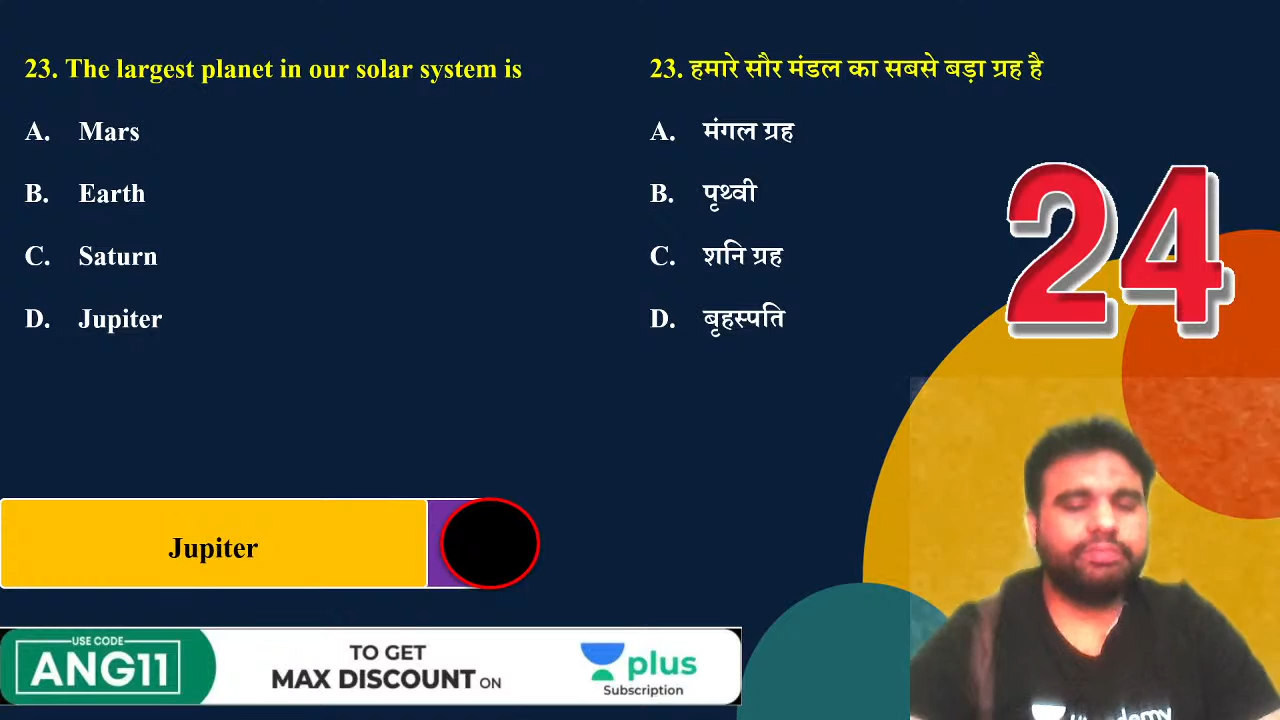 23. The largest planet in our solar system is
A. Mars
B. Earth
C. Saturn
D. Jupiter
23. हमारे सौर मंडल का सबसे बड़ा ग्रह है
A. मंगल ग्रह
B. पृथ्वी
C. शनि ग्रह
D. बृहस्पति
24
Jupiter
USE CODE
ANG11
TO GET
MAX DISCOUNT ON
plus
Subscription